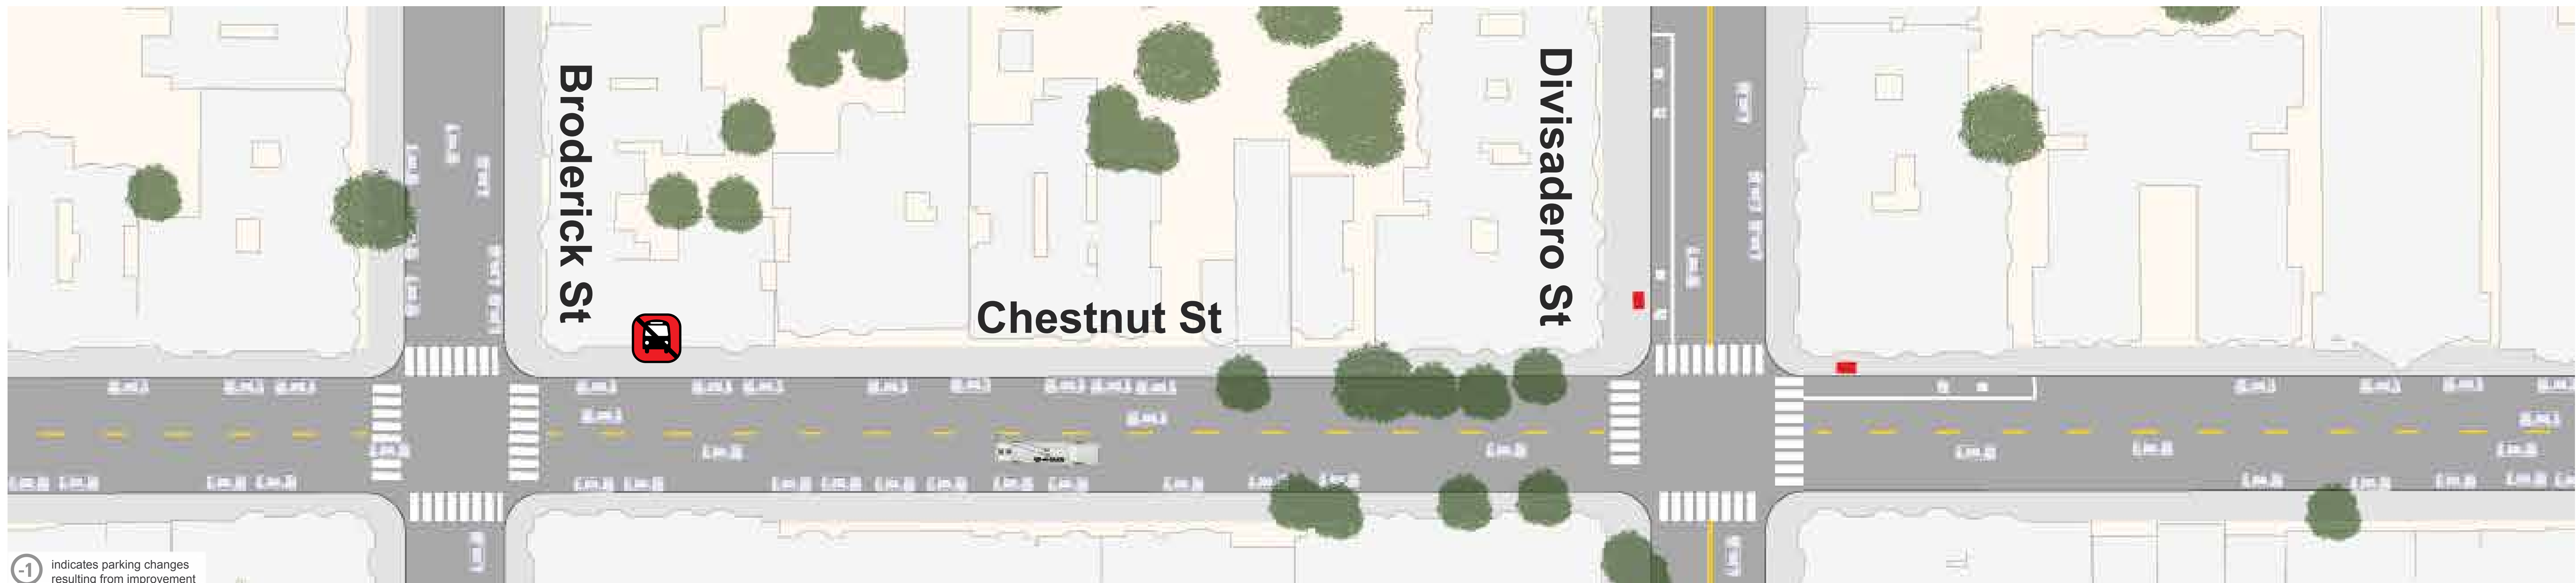 Broderick St
Divisadero St
Chestnut St
-1
indicates parking changes
resulting from improvement